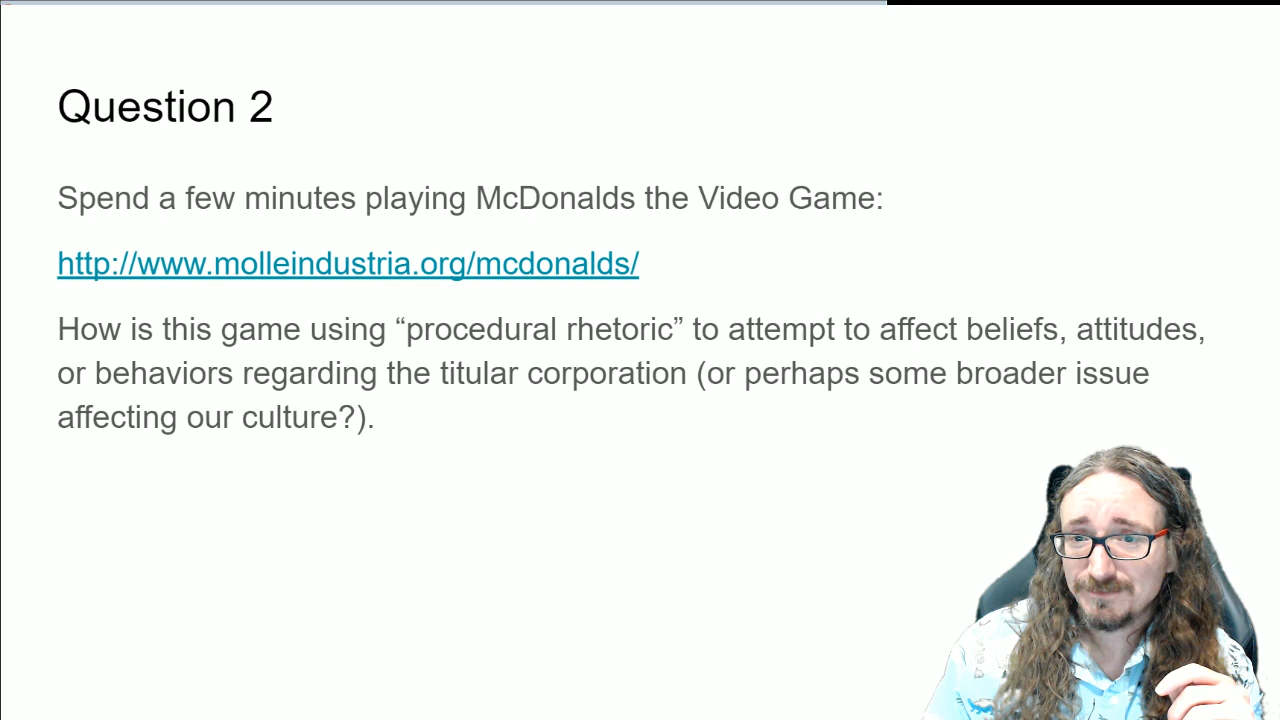 Question 2
Spend a few minutes playing McDonalds the Video Game:
http://www.molleindustria.org/mcdonalds/
How is this game using “procedural rhetoric” to attempt to affect beliefs, attitudes,
or behaviors regarding the titular corporation (or perhaps some broader issue
affecting our culture?).